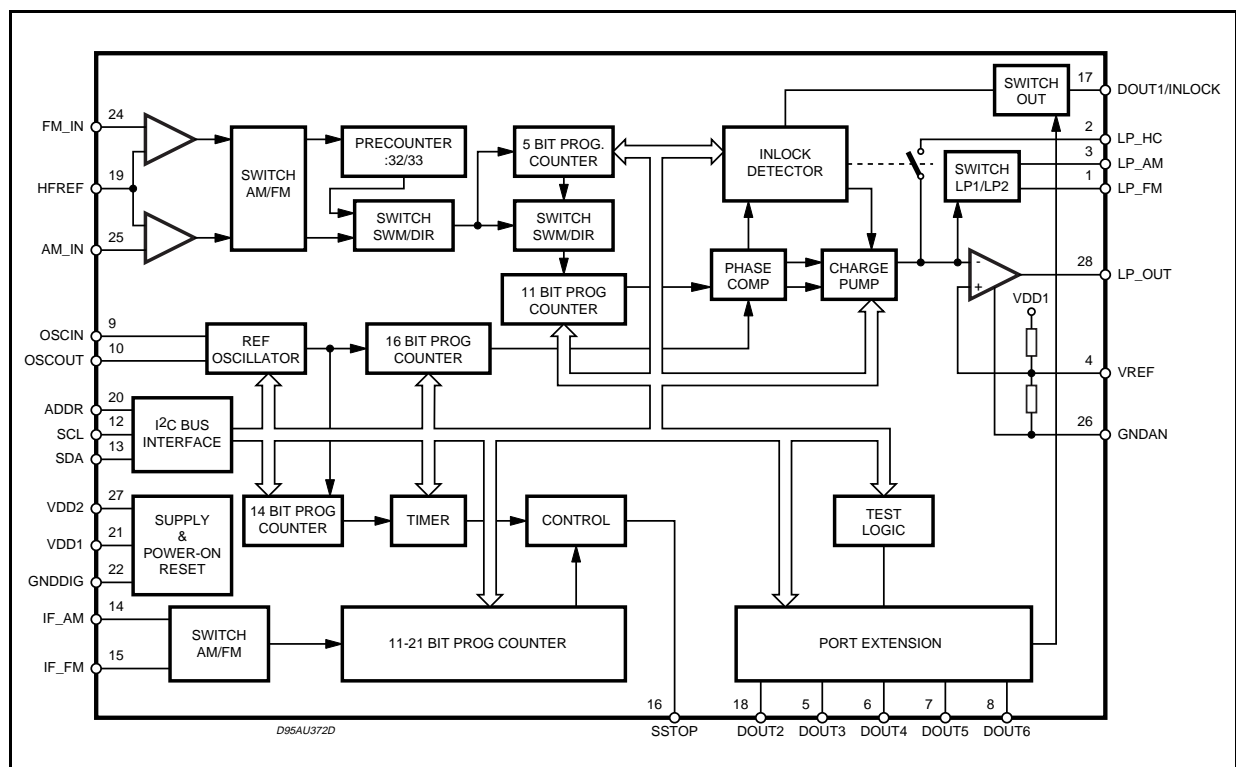 SWITCH
OUT
17
DOUT1/INLOCK
24
FM_IN
PRECOUNTER
:32/33
5 BIT PROG.
COUNTER
INLOCK
DETECTOR
2
LP_HC
19
HFREF
SWITCH
AM/FM
SWITCH
LP1/LP2
3
LP_AM
1
LP_FM
25
AM_IN
SWITCH
SWM/DIR
SWITCH
SWM/DIR
PHASE
COMP
CHARGE
PUMP
-
+
28
LP_OUT
11 BIT PROG
COUNTER
VDD1
9
OSCIN
10
OSCOUT
REF
OSCILLATOR
16 BIT PROG
COUNTER
4
VREF
20
ADDR
12
SCL
13
SDA
I²C BUS
INTERFACE
26
GNDAN
27
VDD2
21
VDD1
22
GNDDIG
SUPPLY
&
POWER-ON
RESET
14 BIT PROG
COUNTER
TIMER
CONTROL
TEST
LOGIC
14
IF_AM
15
IF_FM
SWITCH
AM/FM
11-21 BIT PROG COUNTER
PORT EXTENSION
16
18
5
6
7
8
D95AU372D
SSTOP
DOUT2
DOUT3
DOUT4
DOUT5
DOUT6